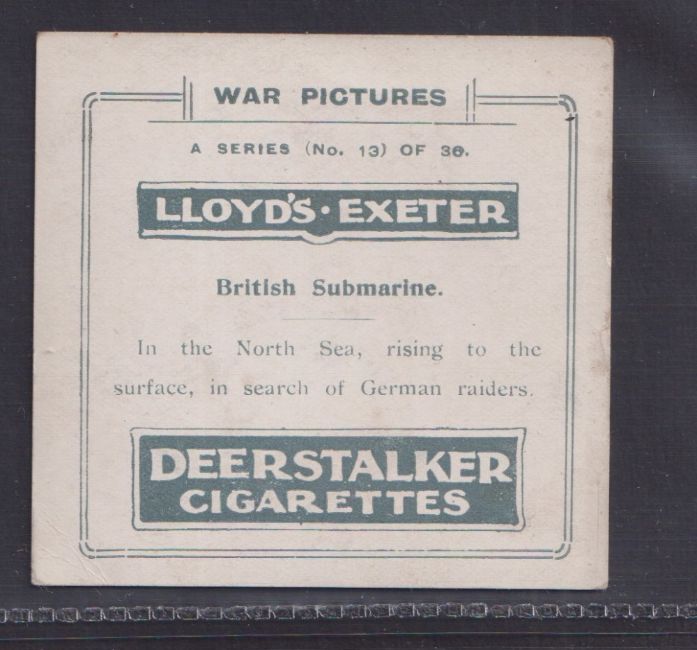 WAR PICTURES
A SERIES (No. 13) OF 36.
LLOYD'S · EXETER
British Submarine.
In the North Sea, rising to the
surface, in search of German raiders.
DEERSTALKER
CIGARETTES